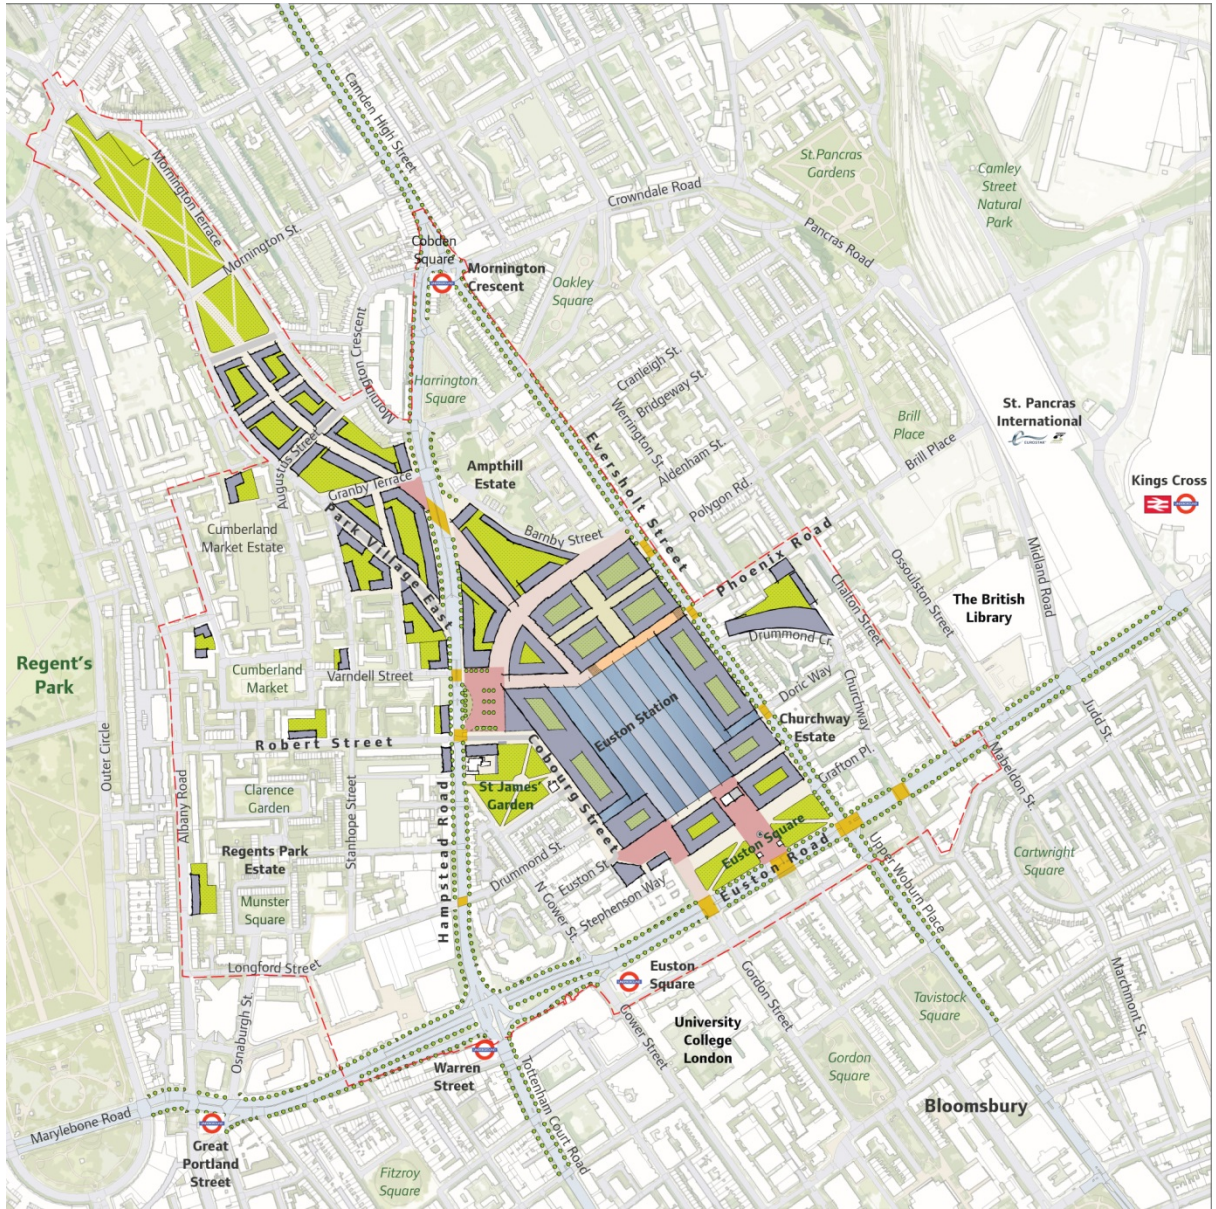 Camden High Street
St.Pancras
Gardens
Camley
Street
Natural
Park
Mornington Terrace
Crowndale Road
Mornington St.
Pancras Road
Cobden
Square
Mornington
Crescent
Oakley
Square
Mornington Crescent
Cranleigh St.
Bridgeway St.
Werrington St.
Harrington
Square
Aldenham St.
Brill
Place
Brill Place
St. Pancras
International
Kings Cross
Eversholt Street
Augustus Street
Granby Terrace
Ampthill
Estate
Polygon Rd.
Cumberland
Market Estate
Park Village East
Barnby Street
Phoenix Road
Ossoulston Street
Midland Road
Chalton Street
The British
Library
Drummond Cr.
Regent's
Park
Cumberland
Market
Varndell Street
Doric Way
Churchway
Euston Station
Churchway
Estate
Judd St.
Outer Circle
Robert Street
Cobourg Street
Grafton Pl.
Mabeldon St.
Albany Road
Clarence
Garden
Stanhope Street
St James'
Garden
Hampstead Road
Euston Square
Regents Park
Estate
Drummond St.
Euston St.
Euston Road
Cartwright
Square
Munster
Square
N Gower St.
Stephenson Way
Upper Woburn Place
Longford Street
Euston
Square
Gordon Street
Marchmont St.
Tavistock
Square
Osnaburgh St.
Gower Street
University
College
London
Warren
Street
Tottenham Court Road
Gordon
Square
Marylebone Road
Bloomsbury
Great
Portland
Street
Fitzroy
Square